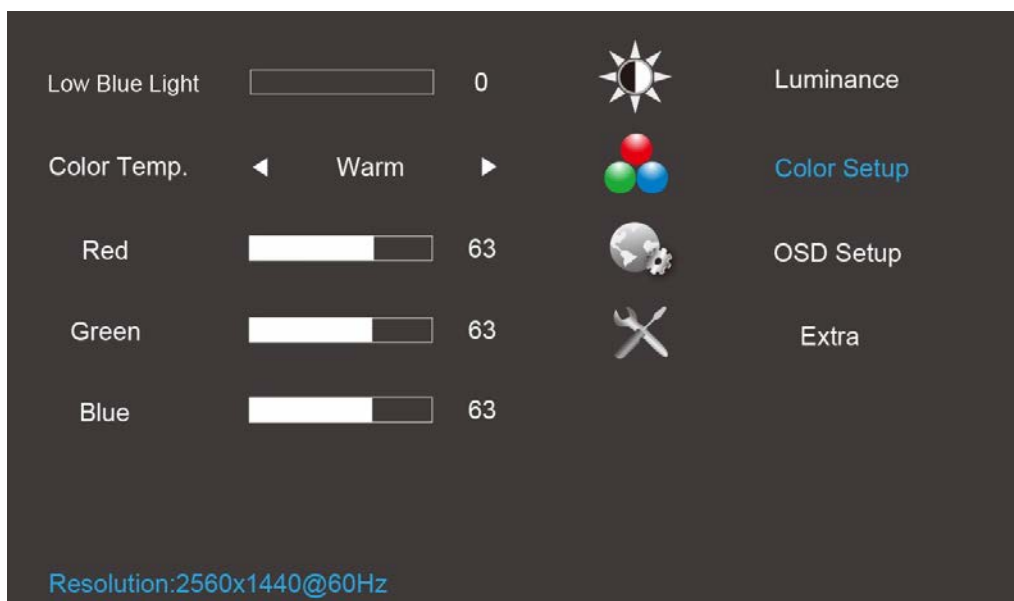 Low Blue Light 0 Luminance
Color Temp. Warm Color Setup
Red 63 OSD Setup
Green 63 Extra
Blue 63
Resolution:2560x1440@60Hz